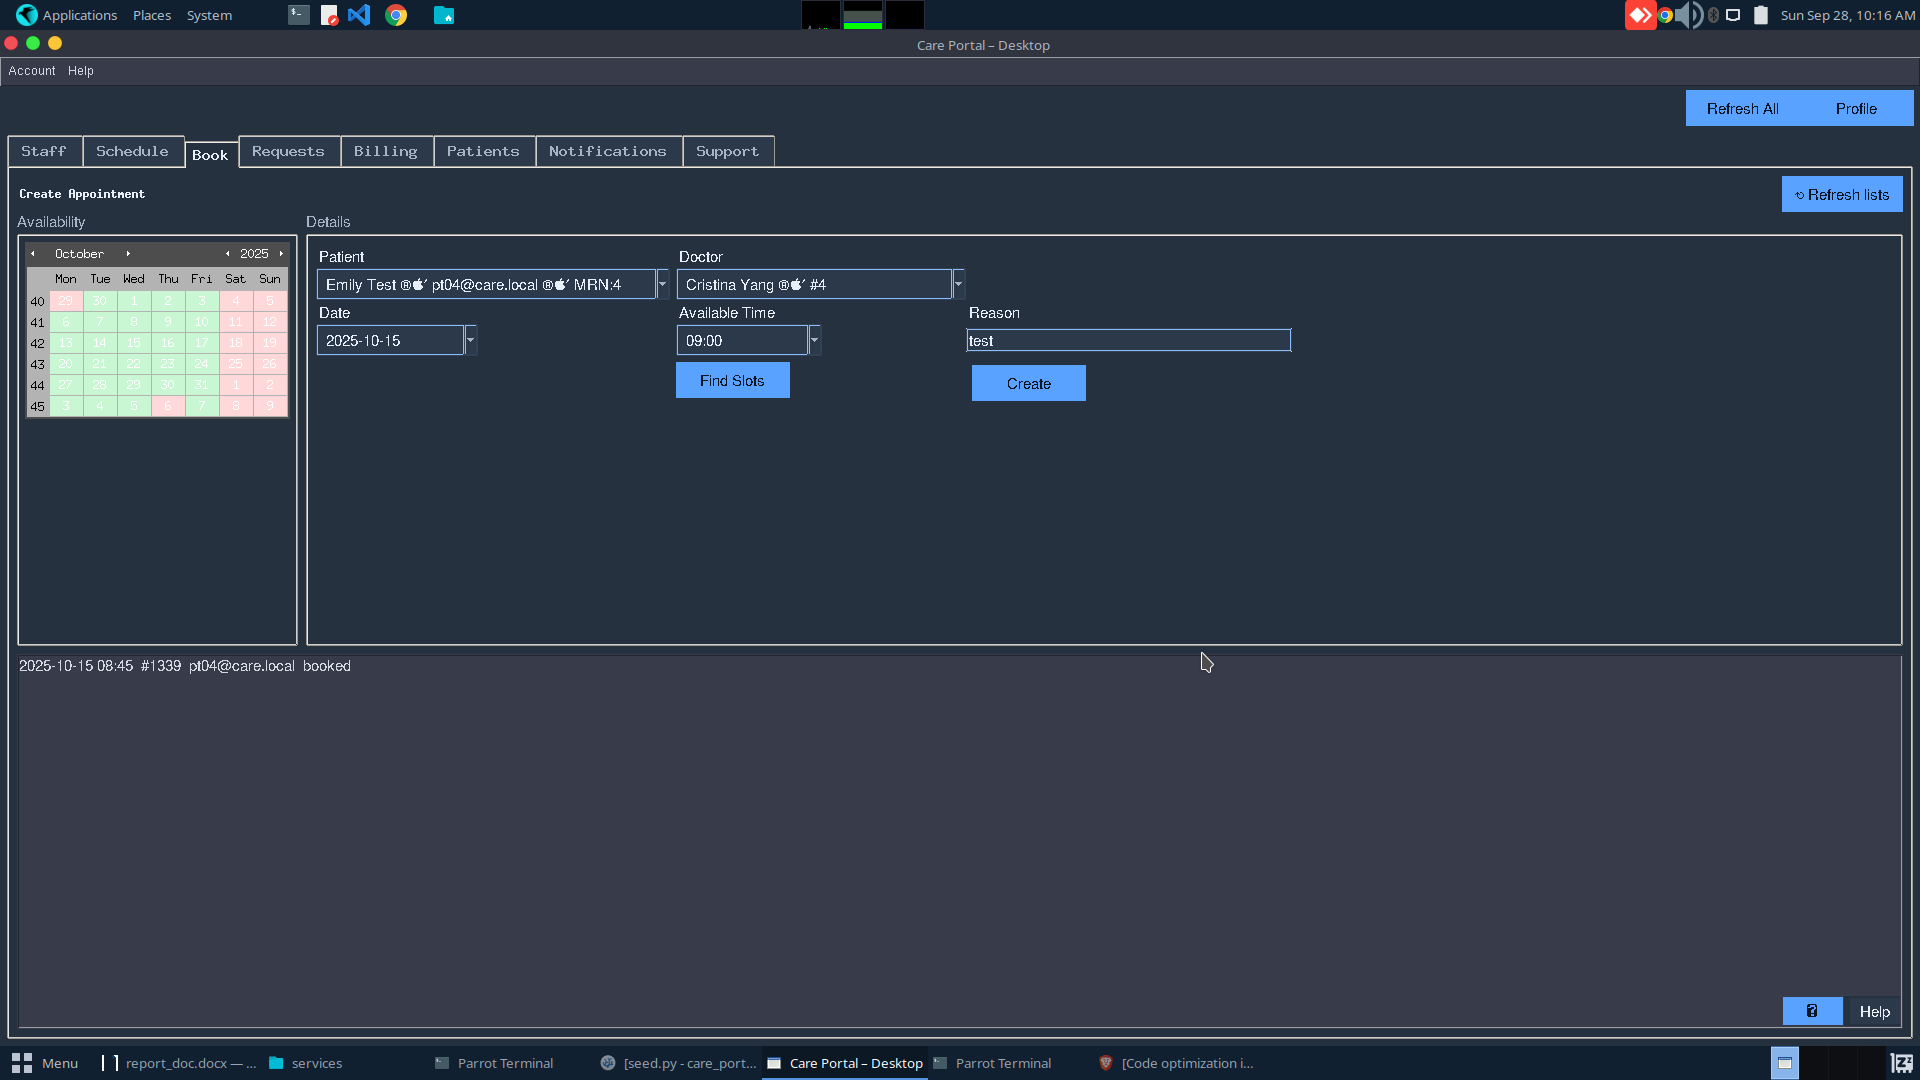 Applications Places System
Sun Sep 28, 10:16 AM
Care Portal – Desktop
Account Help
Refresh All Profile
Staff Schedule Book Requests Billing Patients Notifications Support
Create Appointment
Refresh lists
Availability Details
October 2025
Mon Tue Wed Thu Fri Sat Sun
40 29 30 1 2 3 4 5
41 6 7 8 9 10 11 12
42 13 14 15 16 17 18 19
43 20 21 22 23 24 25 26
44 27 28 29 30 31 1 2
45 3 4 5 6 7 8 9
Patient Doctor
Emily Test ®´ pt04@care.local ®´ MRN:4 Cristina Yang ®´ #4
Date Available Time Reason
2025-10-15 09:00 test
Find Slots Create
2025-10-15 08:45 #1339 pt04@care.local booked
? Help
Menu report_doc.docx — ... services Parrot Terminal [seed.py - care_port... Care Portal – Desktop Parrot Terminal [Code optimization i...